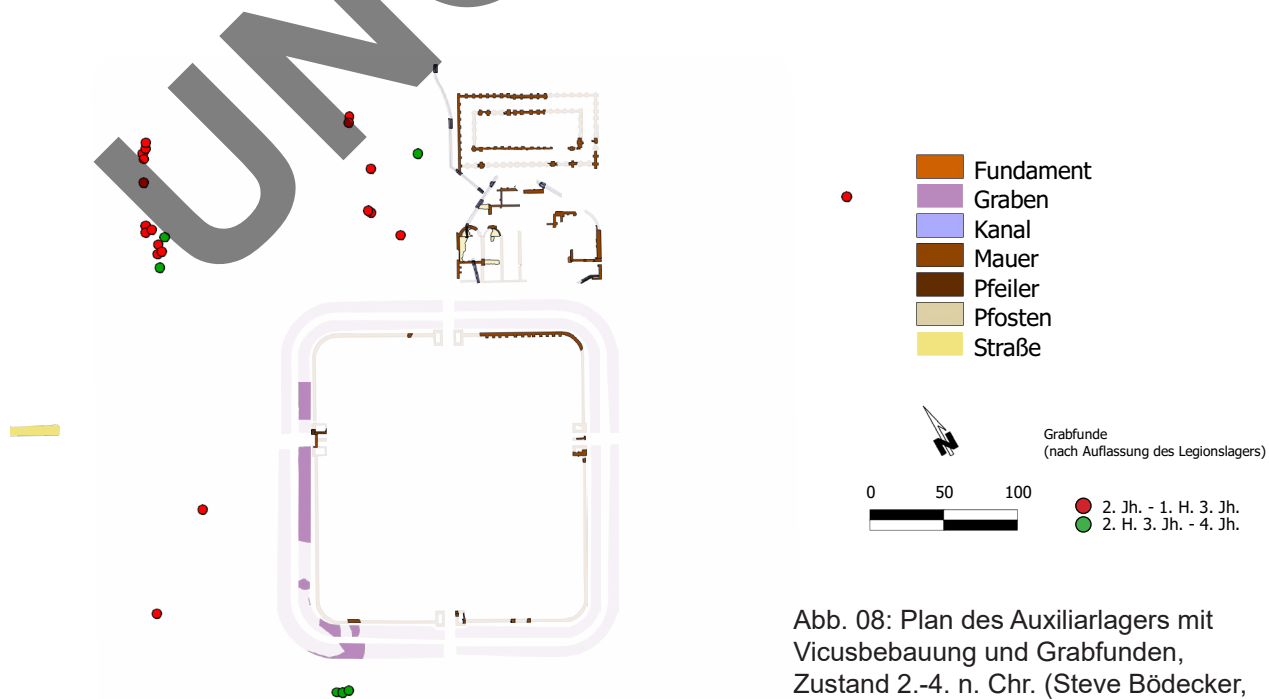 UN
Fundament
Graben
Kanal
Mauer
Pfeiler
Pfosten
Straße
N
Grabfunde
(nach Auflassung des Legionslagers)
0 50 100
2. Jh. - 1. H. 3. Jh.
2. H. 3. Jh. - 4. Jh.
Abb. 08: Plan des Auxiliarlagers mit
Vicusbebauung und Grabfunden,
Zustand 2.-4. n. Chr. (Steve Bödecker,